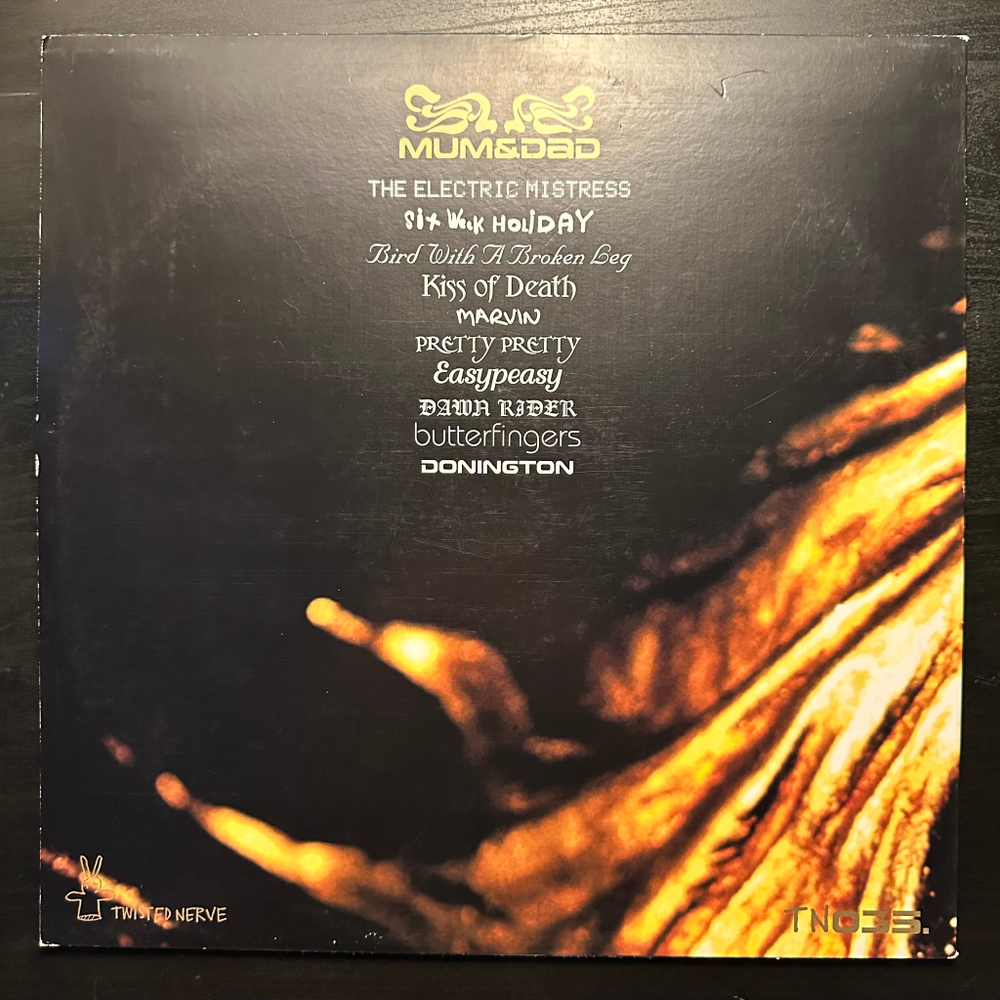 MUM&DaD
THE ELECTRIC MISTRESS
Six Week HOLIDAY
Bird With A Broken Leg
Kiss of Death
MARVIN
PRETTY PRETTY
Easypeasy
DAWN RIDER
butterfingers
DONINGTON
TWISTED NERVE
TN035.